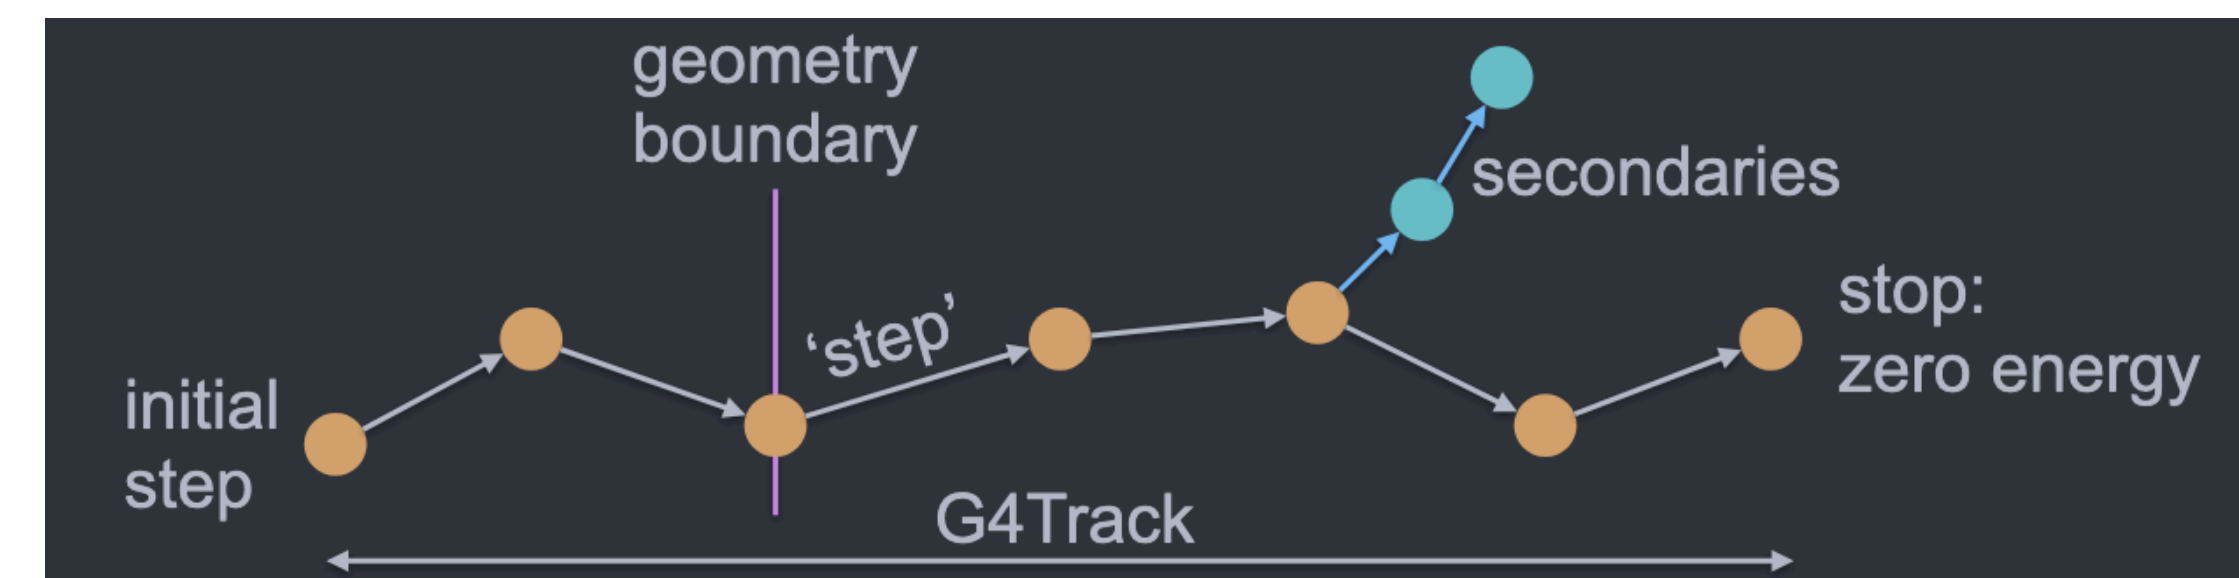 geometry
boundary
secondaries
stop:
zero energy
‘step’
initial
step
G4Track